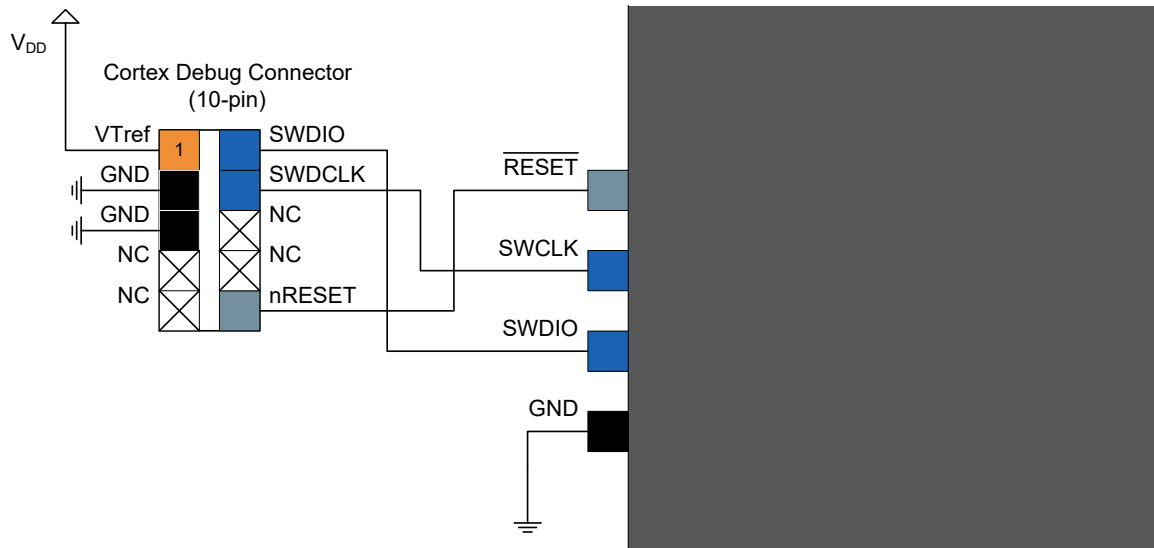 VDD
Cortex Debug Connector
(10-pin)
VTref
1
SWDIO
GND
SWDCLK
GND
NC
NC
NC
NC
nRESET
RESET
SWCLK
SWDIO
GND